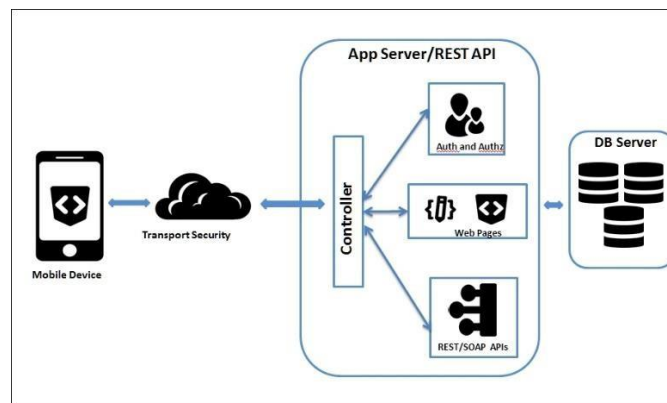 App Server/REST API
Auth and Authz
DB Server
Controller
Web Pages
Transport Security
Mobile Device
REST/SOAP APIs